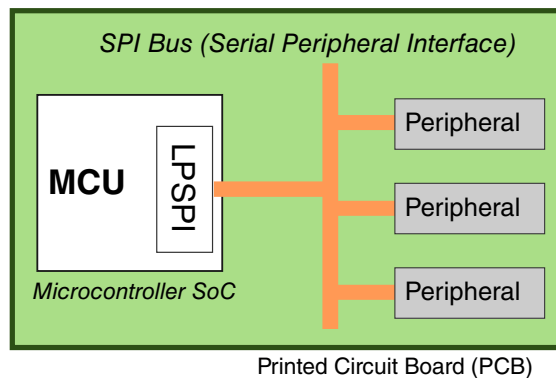 SPI Bus (Serial Peripheral Interface)
MCU
LPSPI
Peripheral
Peripheral
Peripheral
Microcontroller SoC
Printed Circuit Board (PCB)